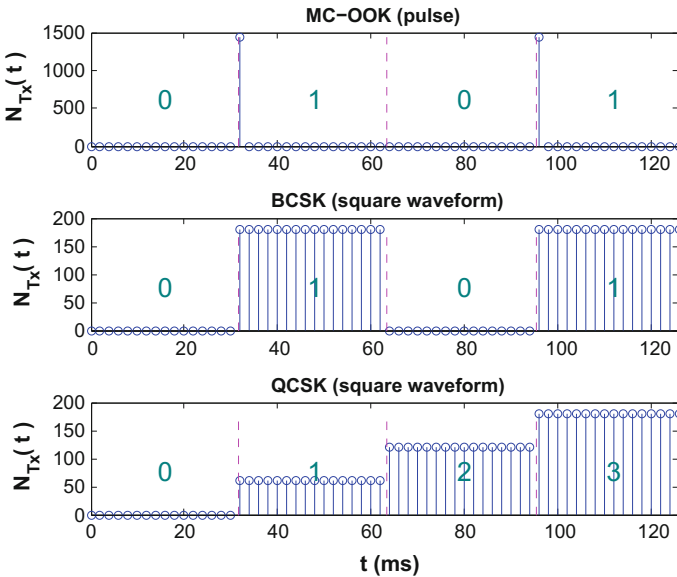 MC−OOK (pulse)
N_Tx( t )
1500
1000
500
0
0 1 0 1
0 20 40 60 80 100 120
BCSK (square waveform)
N_Tx( t )
200
150
100
50
0
0 1 0 1
0 20 40 60 80 100 120
QCSK (square waveform)
N_Tx( t )
200
150
100
50
0
0 1 2 3
0 20 40 60 80 100 120
t (ms)